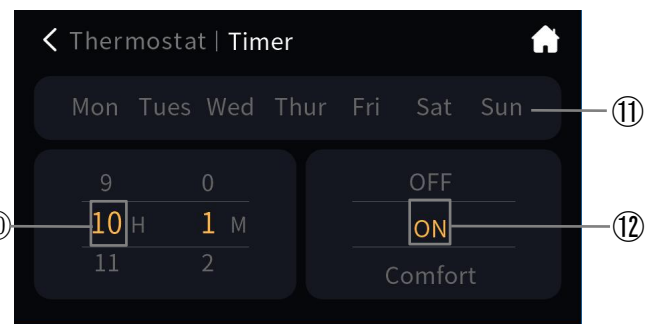 Thermostat | Timer
Mon Tues Wed Thur Fri Sat Sun
⑪
9 0
10 H 1 M
11 2
OFF
ON
Comfort
⑫